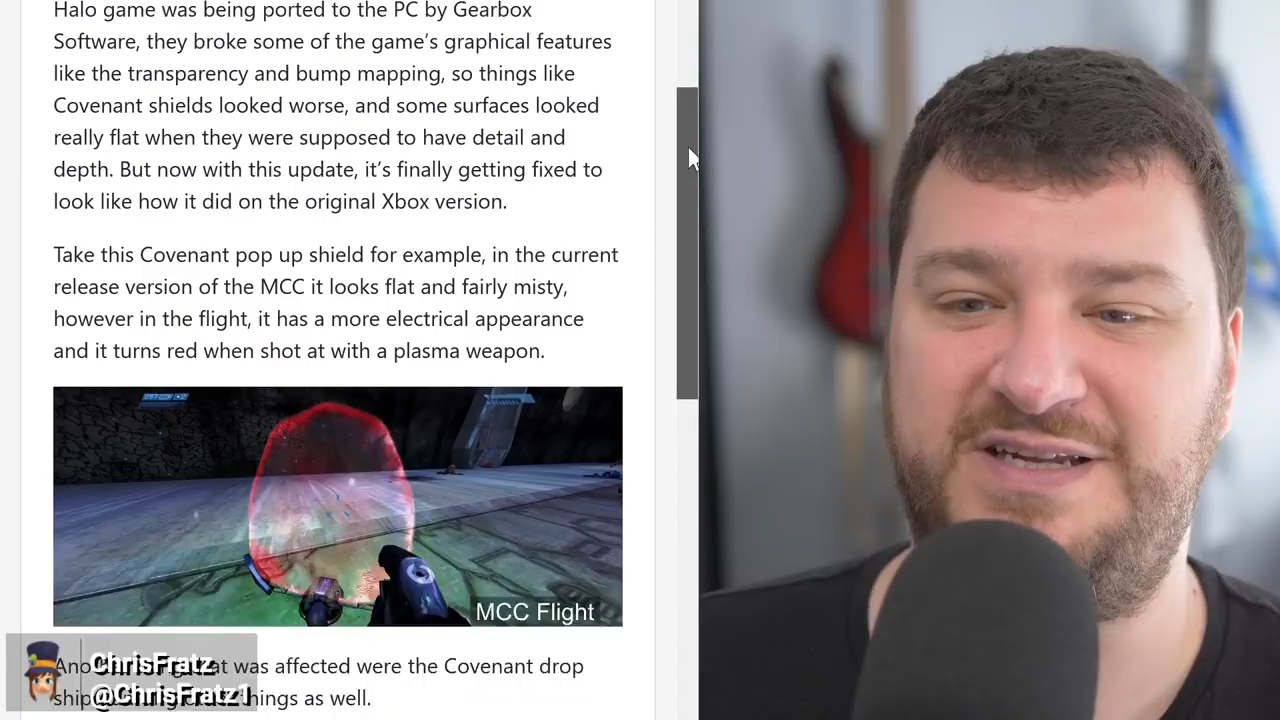 Halo game was being ported to the PC by Gearbox
Software, they broke some of the game’s graphical features
like the transparency and bump mapping, so things like
Covenant shields looked worse, and some surfaces looked
really flat when they were supposed to have detail and
depth. But now with this update, it’s finally getting fixed to
look like how it did on the original Xbox version.
Take this Covenant pop up shield for example, in the current
release version of the MCC it looks flat and fairly misty,
however in the flight, it has a more electrical appearance
and it turns red when shot at with a plasma weapon.
MCC Flight
was affected were the Covenant drop
things as well.
ChrisFratz
@ChrisFratz1